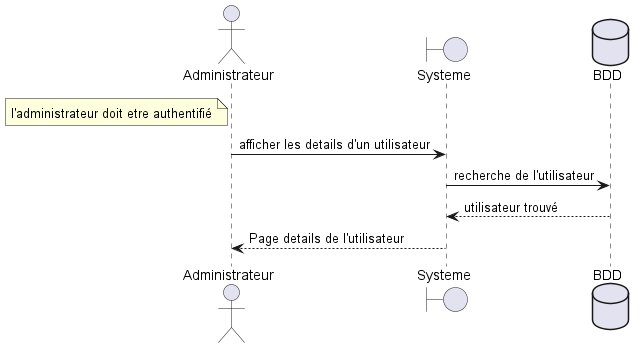 Administrateur
Systeme
BDD
l'administrateur doit etre authentifié
afficher les details d'un utilisateur
recherche de l'utilisateur
utilisateur trouvé
Page details de l'utilisateur
Administrateur
Systeme
BDD